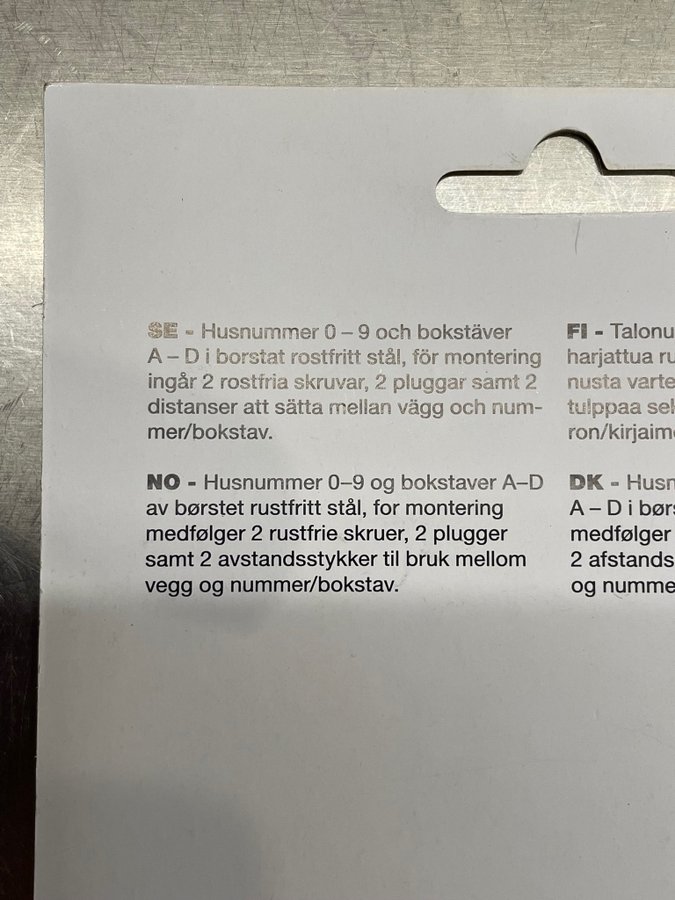 SE - Husnummer 0 – 9 och bokstäver
A – D i borstat rostfritt stål, för montering
ingår 2 rostfria skruvar, 2 pluggar samt 2
distanser att sätta mellan vägg och num-
mer/bokstav.
NO - Husnummer 0–9 og bokstaver A–D
av børstet rustfritt stål, for montering
medfølger 2 rustfrie skruer, 2 plugger
samt 2 avstandsstykker til bruk mellom
vegg og nummer/bokstav.
FI - Talonu
harjattua ru
nusta varte
tulppaa sek
ron/kirjaime
DK - Husn
A – D i børs
medfølger
2 afstands
og numme